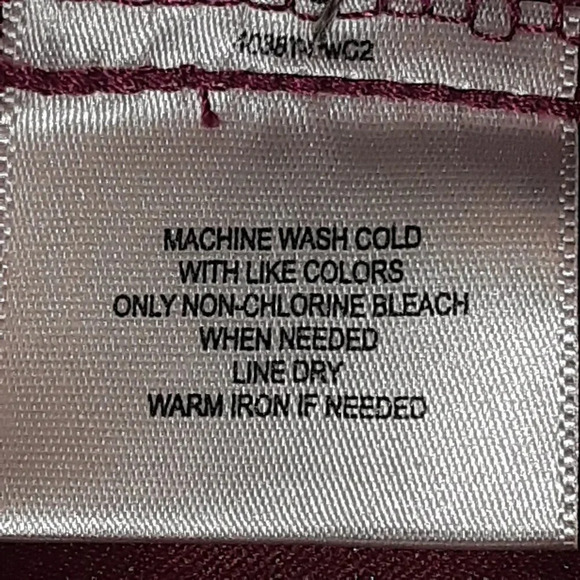 MACHINE WASH COLD
WITH LIKE COLORS
ONLY NON-CHLORINE BLEACH
WHEN NEEDED
LINE DRY
WARM IRON IF NEEDED